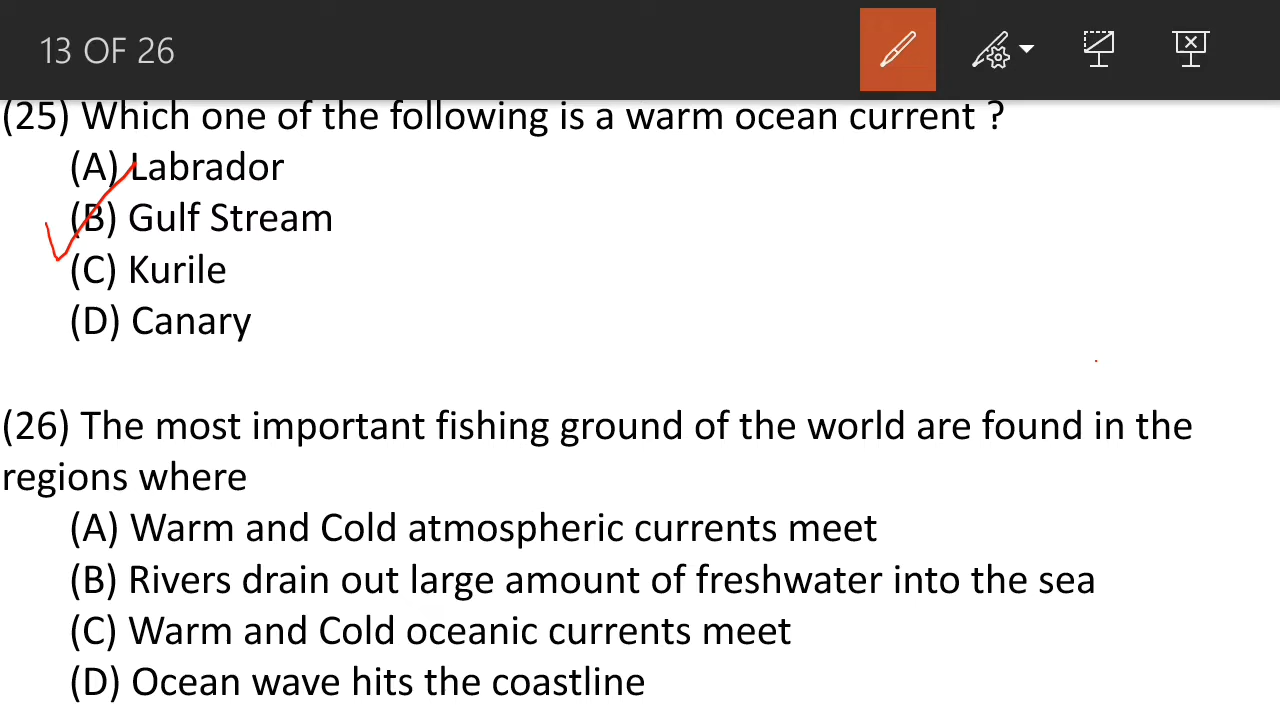 13 OF 26
(25) Which one of the following is a warm ocean current ?
(A) Labrador
(B) Gulf Stream
(C) Kurile
(D) Canary
(26) The most important fishing ground of the world are found in the
regions where
(A) Warm and Cold atmospheric currents meet
(B) Rivers drain out large amount of freshwater into the sea
(C) Warm and Cold oceanic currents meet
(D) Ocean wave hits the coastline